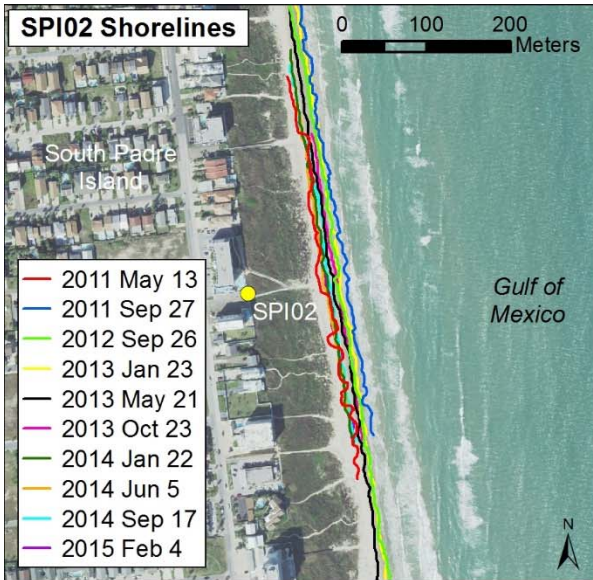 SPI02 Shorelines
0 100 200
Meters
South Padre
Island
SPI02
Gulf of
Mexico
2011 May 13
2011 Sep 27
2012 Sep 26
2013 Jan 23
2013 May 21
2013 Oct 23
2014 Jan 22
2014 Jun 5
2014 Sep 17
2015 Feb 4
N